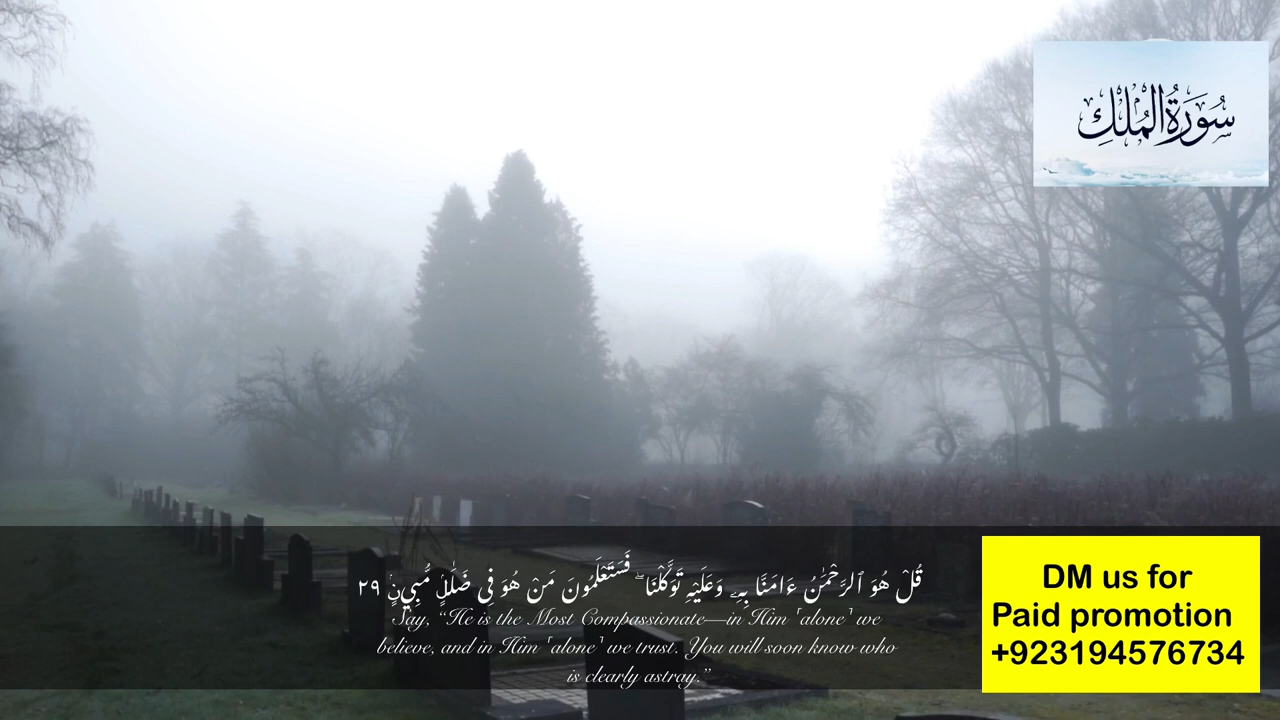 سُورَةُ الْمُلْكِ
قُلْ هُوَ ٱلرَّحْمَـٰنُ ءَامَنَّا بِهِۦ وَعَلَيْهِ تَوَكَّلْنَا ۖ فَسَتَعْلَمُونَ مَنْ هُوَ فِى ضَلَـٰلٍۢ مُّبِينٍۢ ٢٩
Say, “He is the Most Compassionate—in Him ˹alone˺ we
believe, and in Him ˹alone˺ we trust. You will soon know who
is clearly astray.”
DM us for
Paid promotion
+923194576734